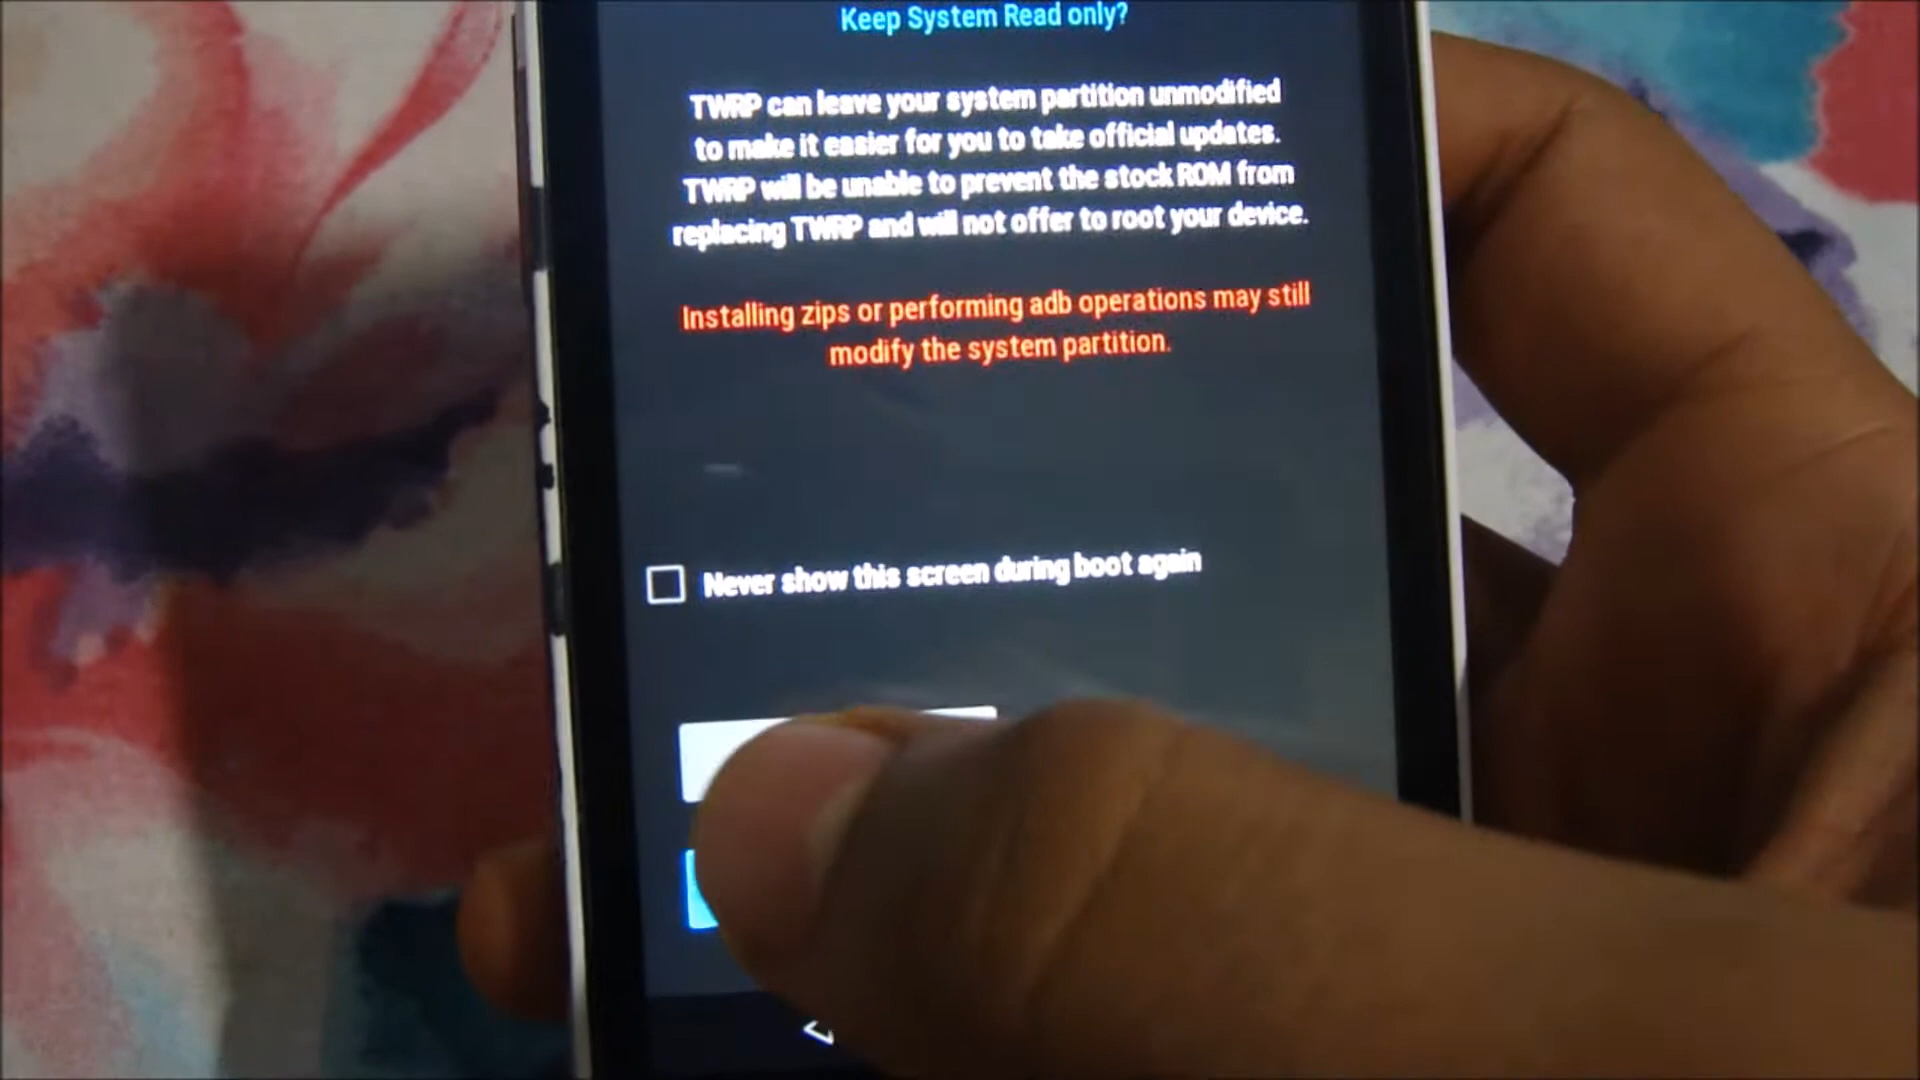 Keep System Read only?
TWRP can leave your system partition unmodified
to make it easier for you to take official updates.
TWRP will be unable to prevent the stock ROM from
replacing TWRP and will not offer to root your device.
Installing zips or performing adb operations may still
modify the system partition.
Never show this screen during boot again